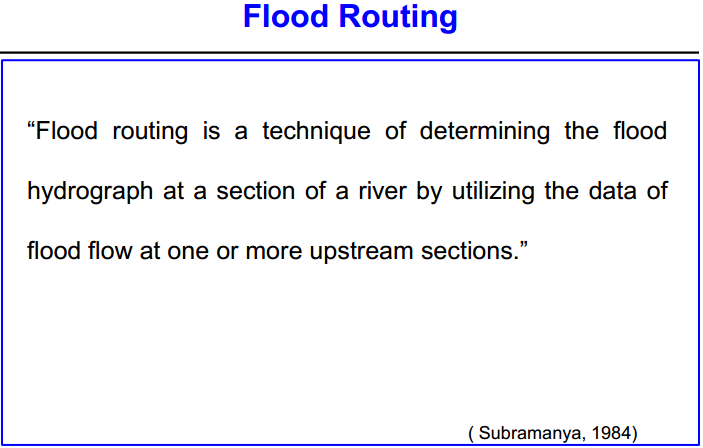 Flood Routing
“Flood routing is a technique of determining the flood
hydrograph at a section of a river by utilizing the data of
flood flow at one or more upstream sections.”
( Subramanya, 1984)